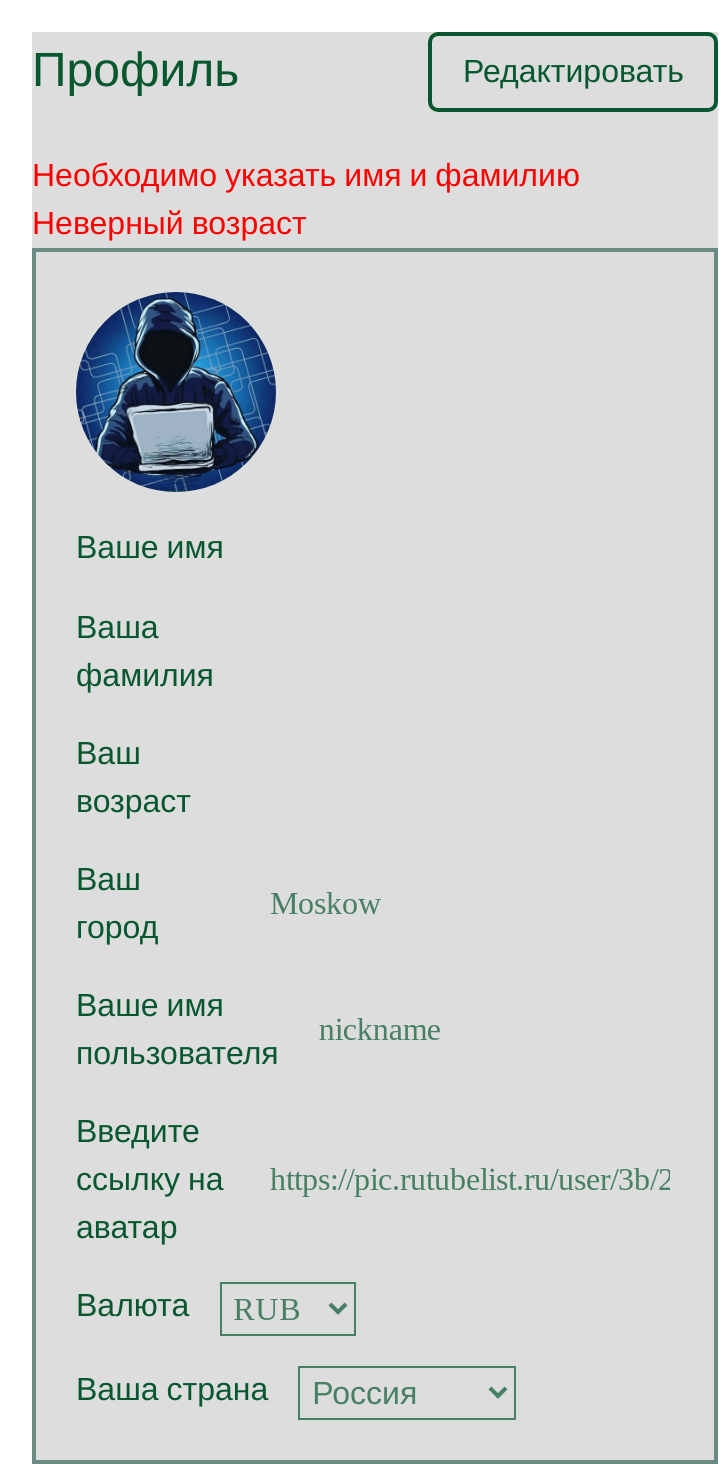 Профиль
Редактировать
Необходимо указать имя и фамилию
Неверный возраст
Ваше имя
Ваша
фамилия
Ваш
возраст
Ваш
город
Moskow
Ваше имя
пользователя
nickname
Введите
ссылку на
аватар
https://pic.rutubelist.ru/user/3b/2
Валюта
RUB
Ваша страна
Россия